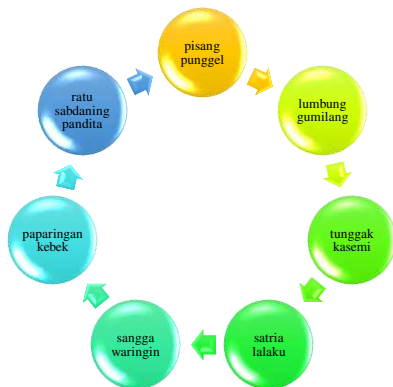 pisang
punggel
lumbung
gumilang
tunggak
kasemi
satria
lalaku
sangga
waringin
paparingan
kebek
ratu
sabdaning
pandita